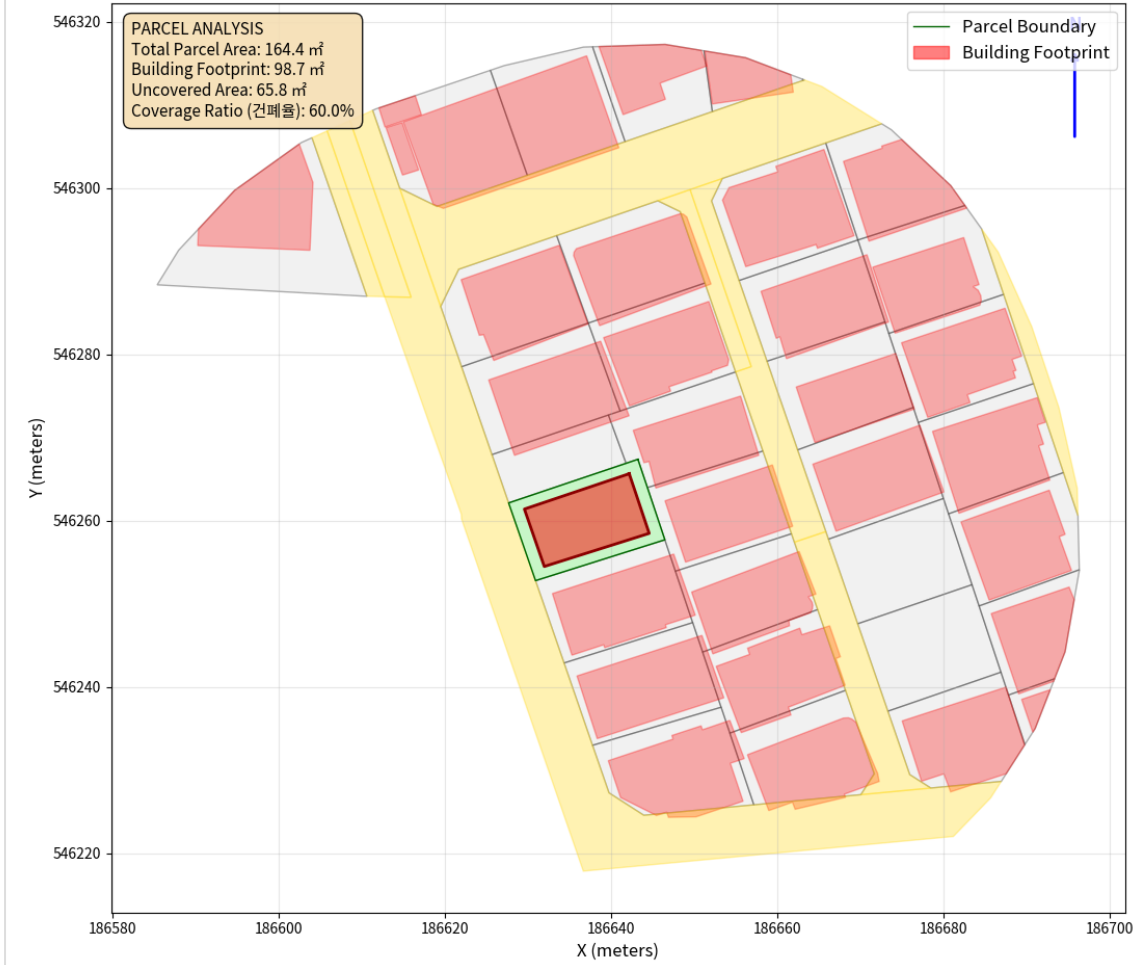 546320
546300
546280
546260
546240
546220
Y (meters)
PARCEL ANALYSIS
Total Parcel Area: 164.4 ㎡
Building Footprint: 98.7 ㎡
Uncovered Area: 65.8 ㎡
Coverage Ratio (건폐율): 60.0%
Parcel Boundary
Building Footprint
186580
186600
186620
186640
186660
186680
186700
X (meters)